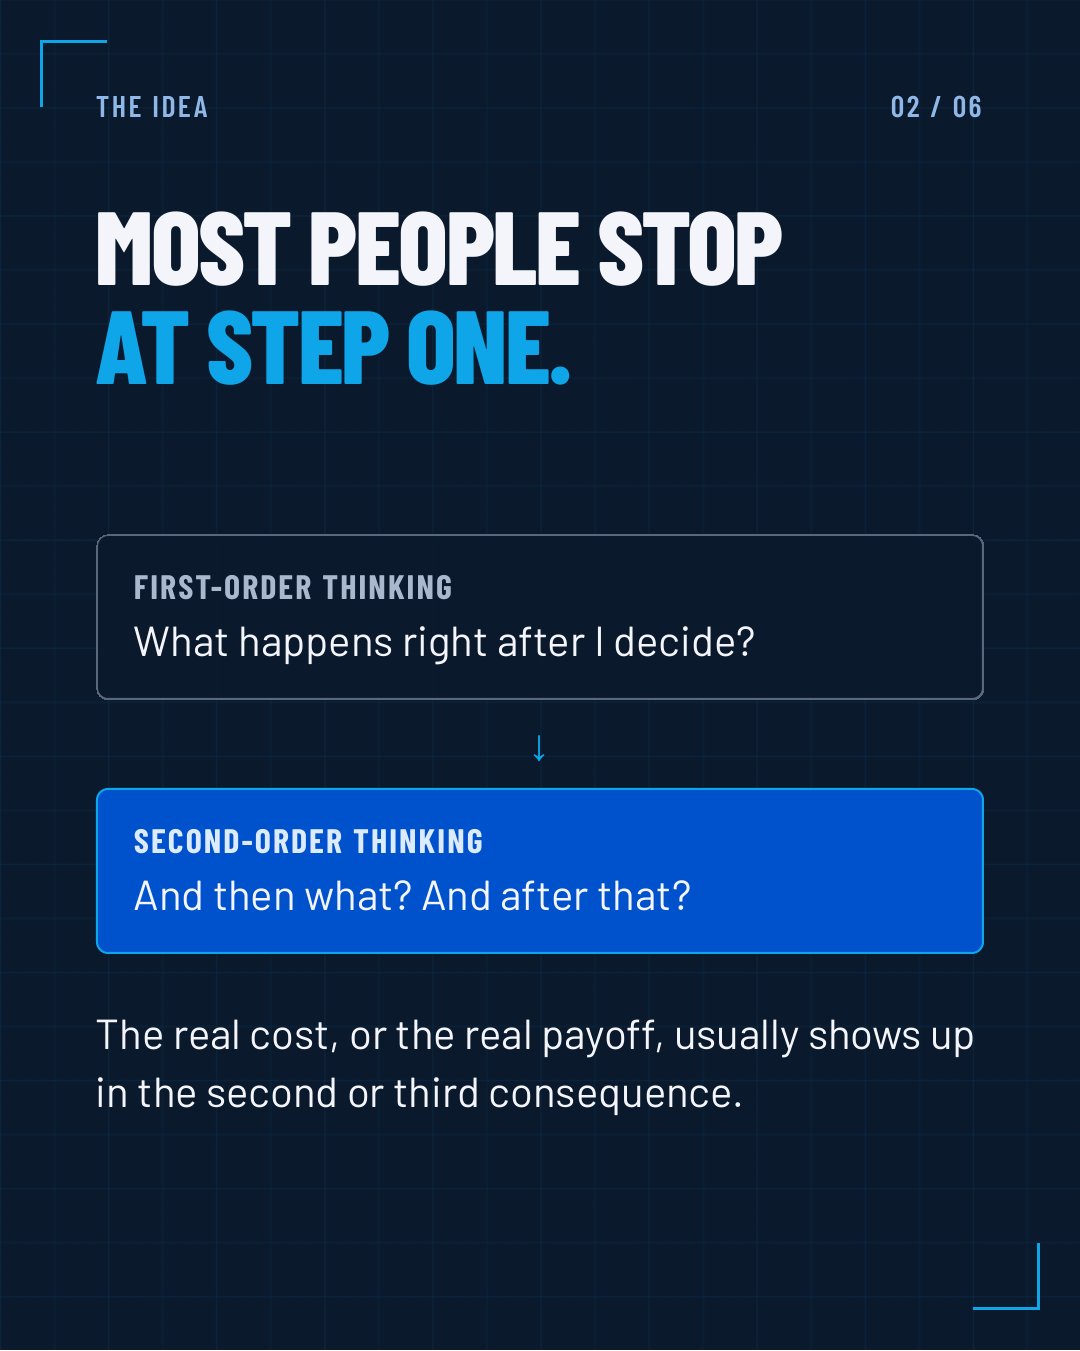 THE IDEA
02 / 06
MOST PEOPLE STOP
AT STEP ONE.
FIRST-ORDER THINKING
What happens right after I decide?
↓
SECOND-ORDER THINKING
And then what? And after that?
The real cost, or the real payoff, usually shows up
in the second or third consequence.